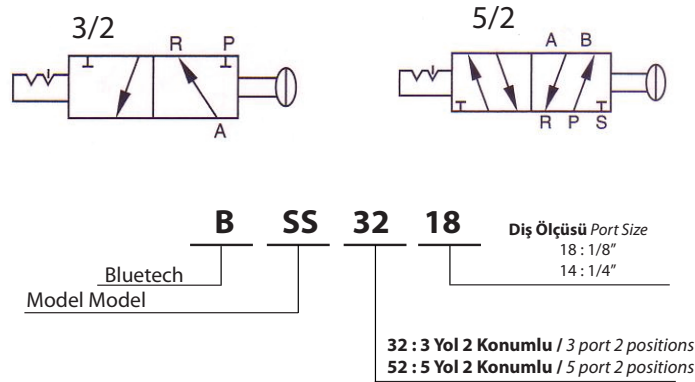 3/2
5/2
R P
A
A B
R P S
B SS 32 18
Diş Ölçüsü Port Size
18 : 1/8"
14 : 1/4"
Bluetech
Model Model
32 : 3 Yol 2 Konumlu / 3 port 2 positions
52 : 5 Yol 2 Konumlu / 5 port 2 positions